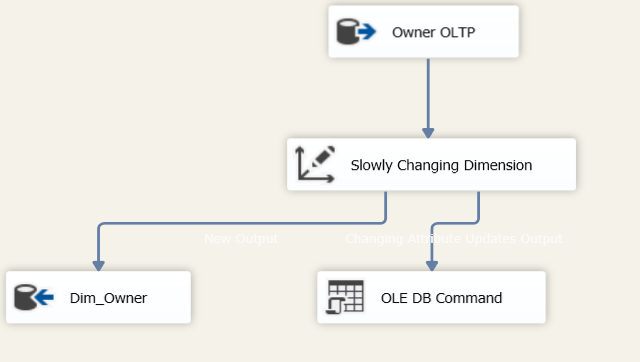 Owner OLTP
Slowly Changing Dimension
New Output
Changing Attribute Updates Output
Dim_Owner
OLE DB Command